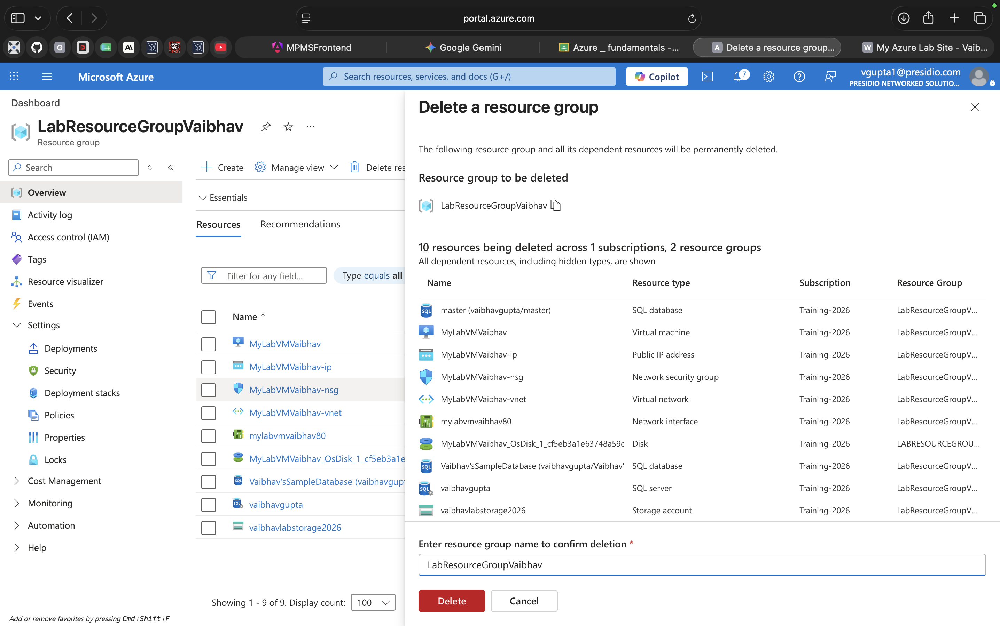 portal.azure.com
MPMSFrontend
Google Gemini
Azure _ fundamentals -...
Delete a resource group...
My Azure Lab Site - Vaib...
Microsoft Azure
Search resources, services, and docs (G+/)
Copilot
7
vgupta1@presidio.com
PRESIDIO NETWORKED SOLUTIO...
Dashboard
LabResourceGroupVaibhav
Resource group
Search
Overview
Activity log
Access control (IAM)
Tags
Resource visualizer
Events
Settings
Deployments
Security
Deployment stacks
Policies
Properties
Locks
Cost Management
Monitoring
Automation
Help
Add or remove favorites by pressing Cmd+Shift+F
Create
Manage view
Delete res
Essentials
Resources
Recommendations
Filter for any field...
Type equals all
Name ↑
MyLabVMVaibhav
MyLabVMVaibhav-ip
MyLabVMVaibhav-nsg
MyLabVMVaibhav-vnet
mylabvmvaibhav80
MyLabVMVaibhav_OsDisk_1_cf5eb3a1e
Vaibhav'sSampleDatabase (vaibhavgup
vaibhavgupta
vaibhavlabstorage2026
Showing 1 - 9 of 9. Display count: 100
Delete a resource group
The following resource group and all its dependent resources will be permanently deleted.
Resource group to be deleted
LabResourceGroupVaibhav
10 resources being deleted across 1 subscriptions, 2 resource groups
All dependent resources, including hidden types, are shown
Name Resource type Subscription Resource Group
master (vaibhavgupta/master) SQL database Training-2026 LabResourceGroupV...
MyLabVMVaibhav Virtual machine Training-2026 LabResourceGroupV...
MyLabVMVaibhav-ip Public IP address Training-2026 LabResourceGroupV...
MyLabVMVaibhav-nsg Network security group Training-2026 LabResourceGroupV...
MyLabVMVaibhav-vnet Virtual network Training-2026 LabResourceGroupV...
mylabvmvaibhav80 Network interface Training-2026 LabResourceGroupV...
MyLabVMVaibhav_OsDisk_1_cf5eb3a1e63748a59c Disk Training-2026 LABRESOURCEGROU...
Vaibhav'sSampleDatabase (vaibhavgupta/Vaibhav' SQL database Training-2026 LabResourceGroupV...
vaibhavgupta SQL server Training-2026 LabResourceGroupV...
vaibhavlabstorage2026 Storage account Training-2026 LabResourceGroupV...
Enter resource group name to confirm deletion *
LabResourceGroupVaibhav
Delete
Cancel